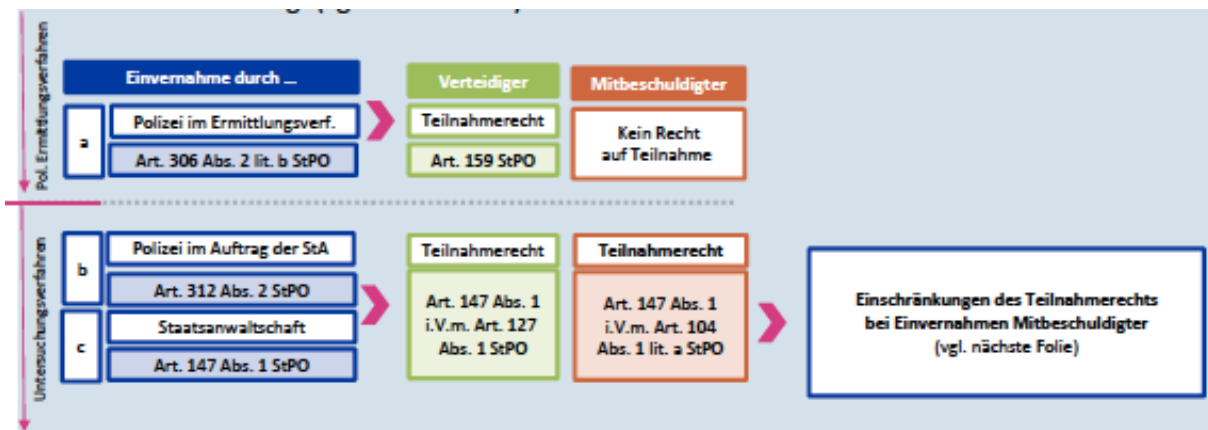 Pol. Ermittlungsverfahren
Einvernahme durch ...
Verteidiger
Mitbeschuldigter
a
Polizei im Ermittlungsverf.
Art. 306 Abs. 2 lit. b StPO
Teilnahmerecht
Art. 159 StPO
Kein Recht
auf Teilnahme
Untersuchungsverfahren
b
Polizei im Auftrag der StA
Art. 312 Abs. 2 StPO
c
Staatsanwaltschaft
Art. 147 Abs. 1 StPO
Teilnahmerecht
Art. 147 Abs. 1
i.V.m. Art. 127
Abs. 1 StPO
Teilnahmerecht
Art. 147 Abs. 1
i.V.m. Art. 104
Abs. 1 lit. a StPO
Einschränkungen des Teilnahmerechts
bei Einvernahmen Mitbeschuldigter
(vgl. nächste Folie)